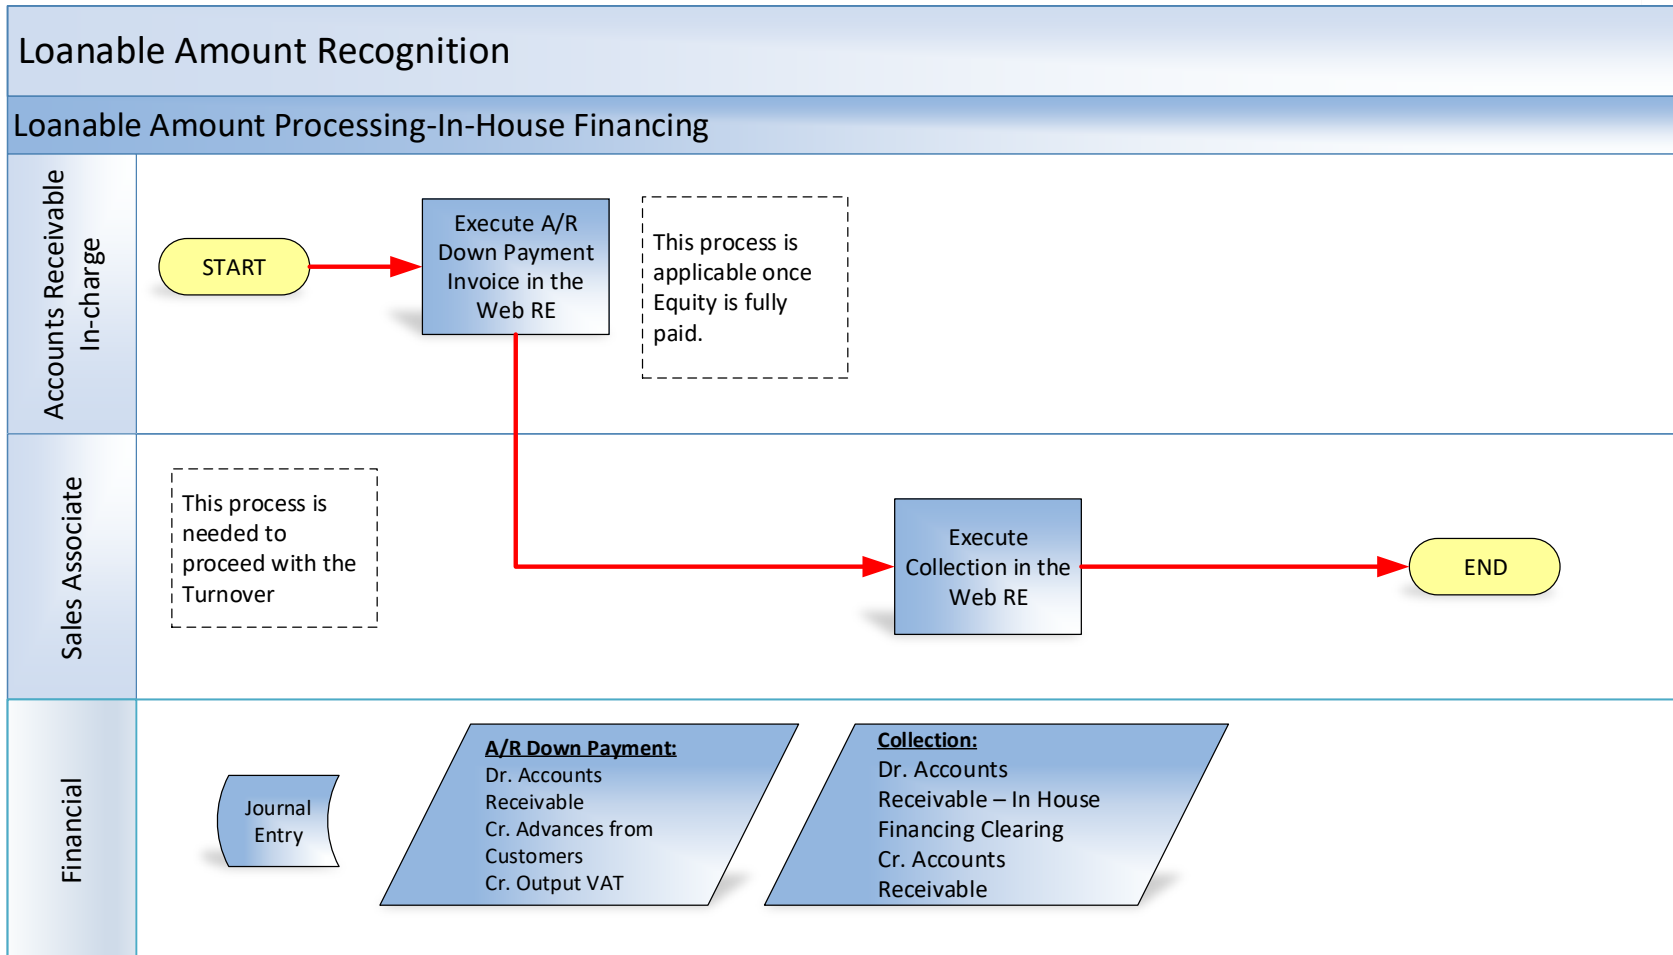 Loanable Amount Recognition
Loanable Amount Processing-In-House Financing
Accounts Receivable
In-charge
START
Execute A/R
Down Payment
Invoice in the
Web RE
This process is
applicable once
Equity is fully
paid.
Sales Associate
This process is
needed to
proceed with the
Turnover
Execute
Collection in the
Web RE
END
Financial
Journal
Entry
A/R Down Payment:
Dr. Accounts
Receivable
Cr. Advances from
Customers
Cr. Output VAT
Collection:
Dr. Accounts
Receivable – In House
Financing Clearing
Cr. Accounts
Receivable